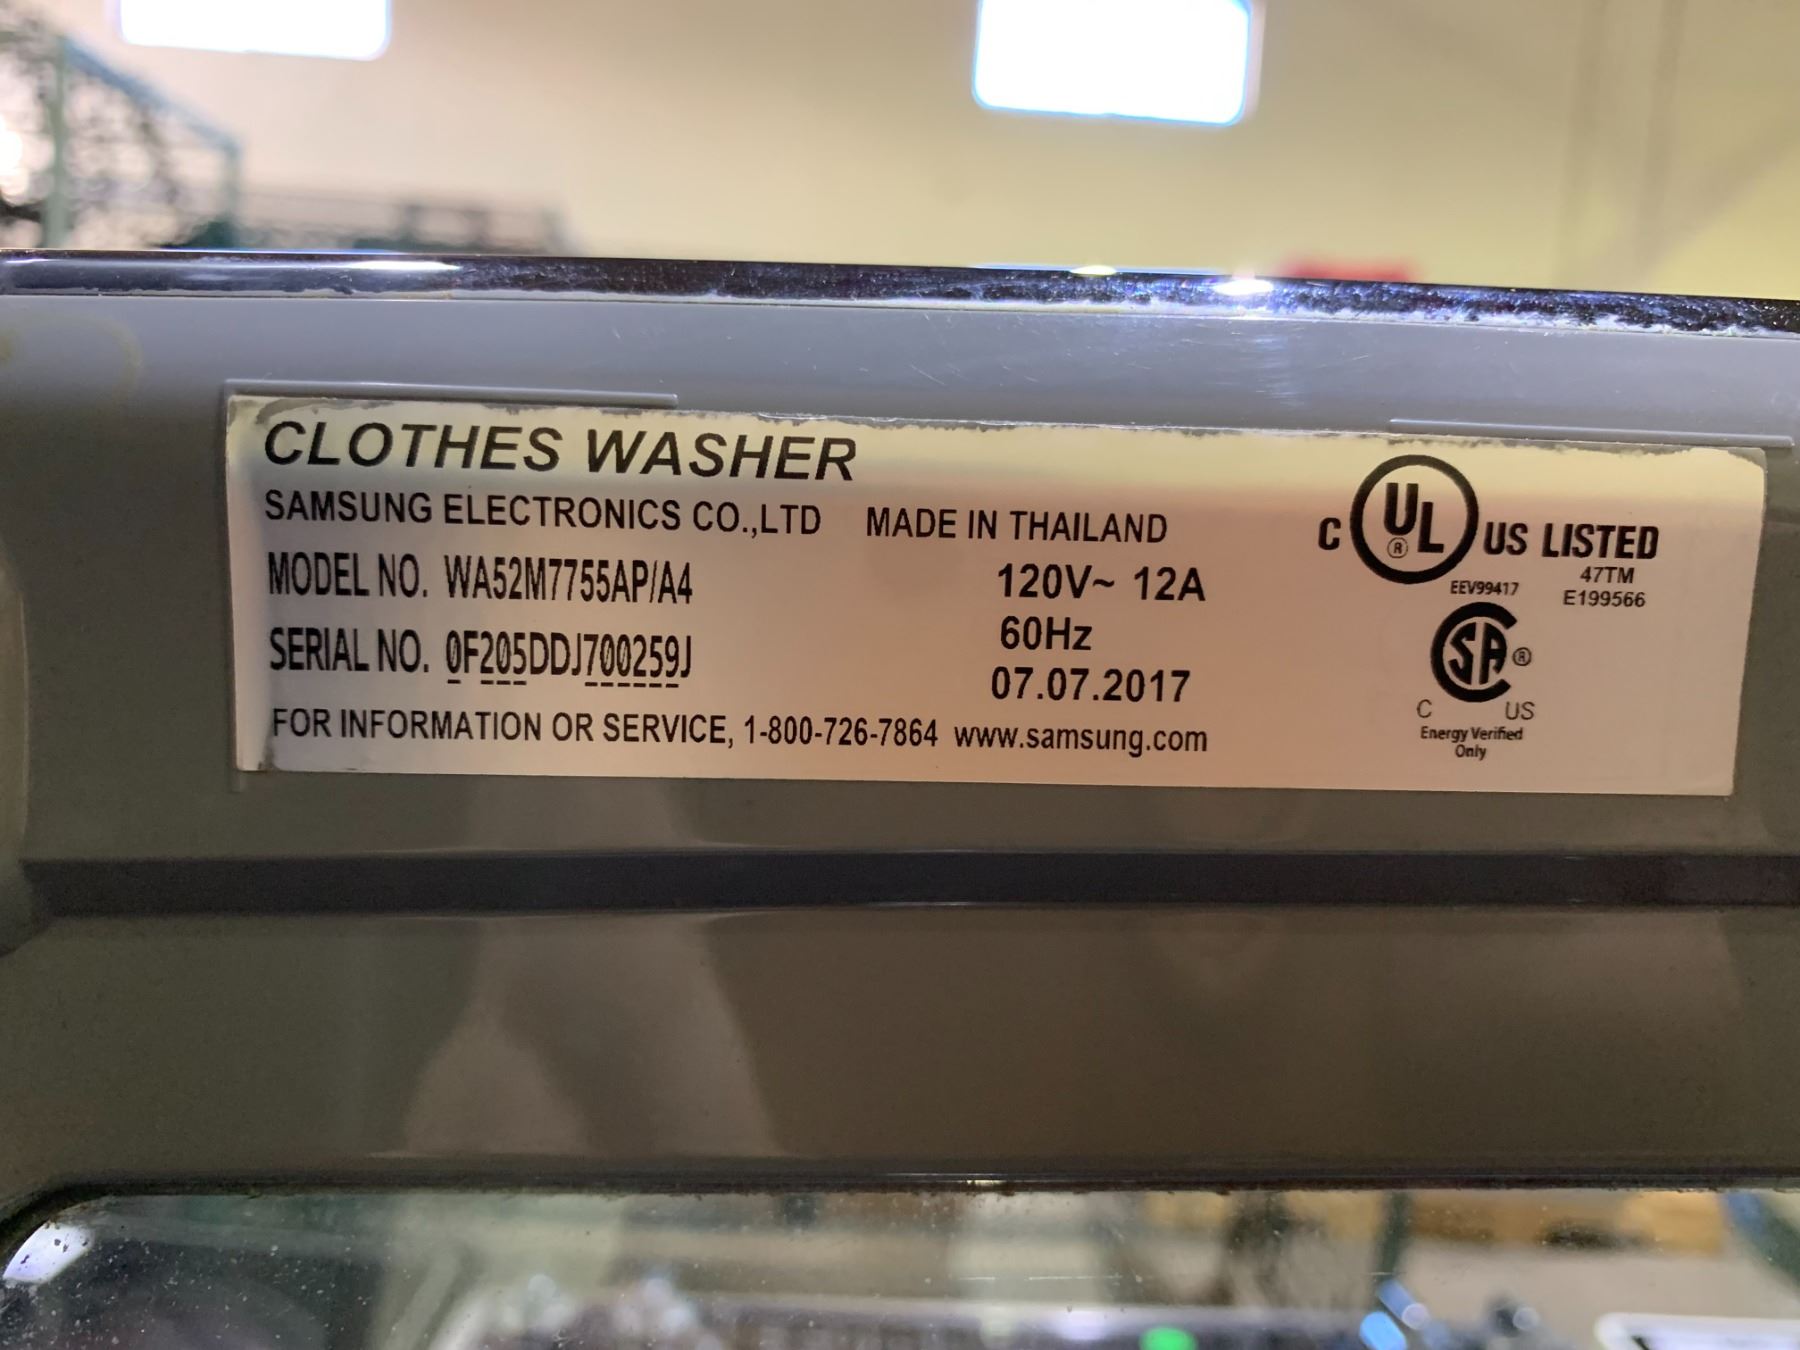 CLOTHES WASHER
SAMSUNG ELECTRONICS CO.,LTD MADE IN THAILAND
MODEL NO. WA52M7755AP/A4 120V~ 12A
SERIAL NO. 0F205DDJ700259J 60Hz
07.07.2017
FOR INFORMATION OR SERVICE, 1-800-726-7864 www.samsung.com
C UL ® US LISTED
EEV99417 47TM
E199566
SA ®
C US
Energy Verified
Only